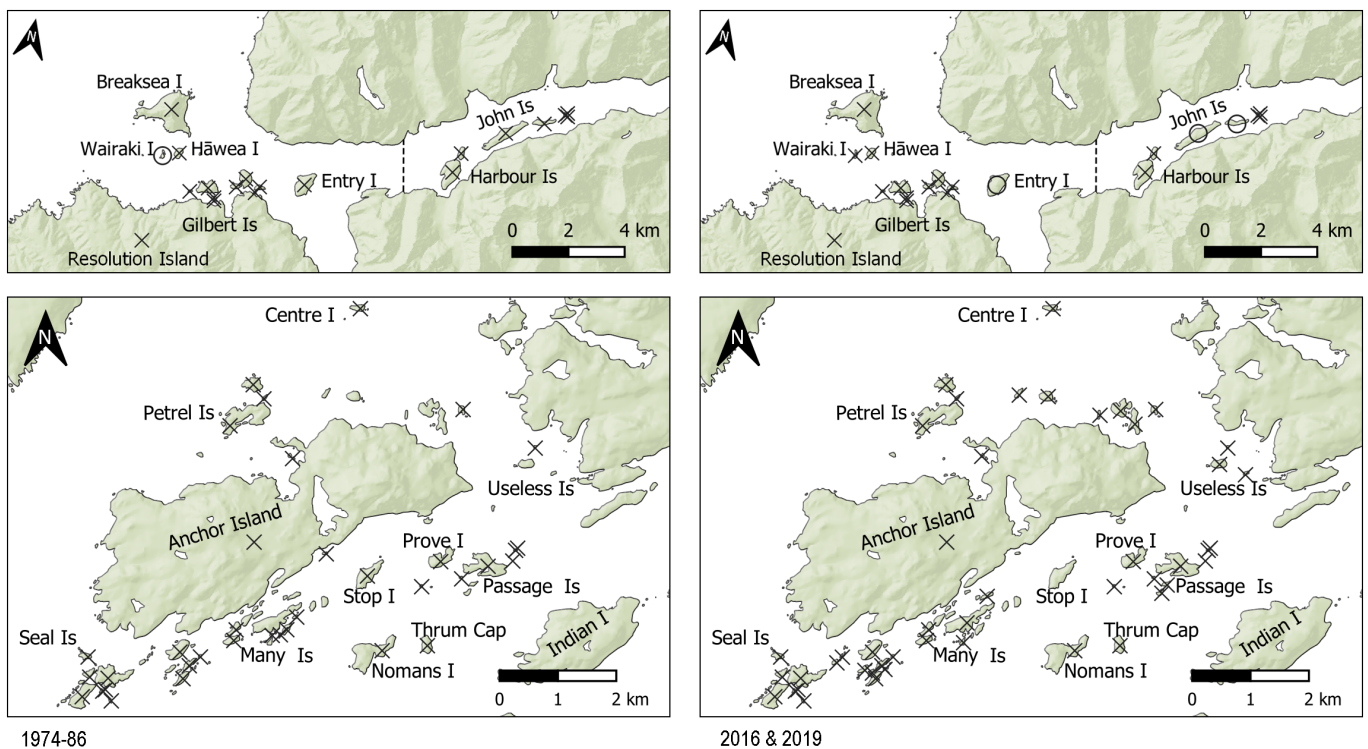 N
Breaksea I
Wairaki I
Hāwea I
John Is
Entry I
Harbour Is
Gilbert Is
Resolution Island
0 2 4 km
N
Breaksea I
Wairaki I
Hāwea I
John Is
Entry I
Harbour Is
Gilbert Is
Resolution Island
0 2 4 km
N
Centre I
Petrel Is
Useless Is
Anchor Island
Prove I
Passage Is
Stop I
Thrum Cap
Indian I
Seal Is
Many Is
Nomans I
0 2 km
N
Centre I
Petrel Is
Useless Is
Anchor Island
Prove I
Passage Is
Stop I
Thrum Cap
Indian I
Seal Is
Many Is
Nomans I
0 2 km
1974-86
2016 & 2019